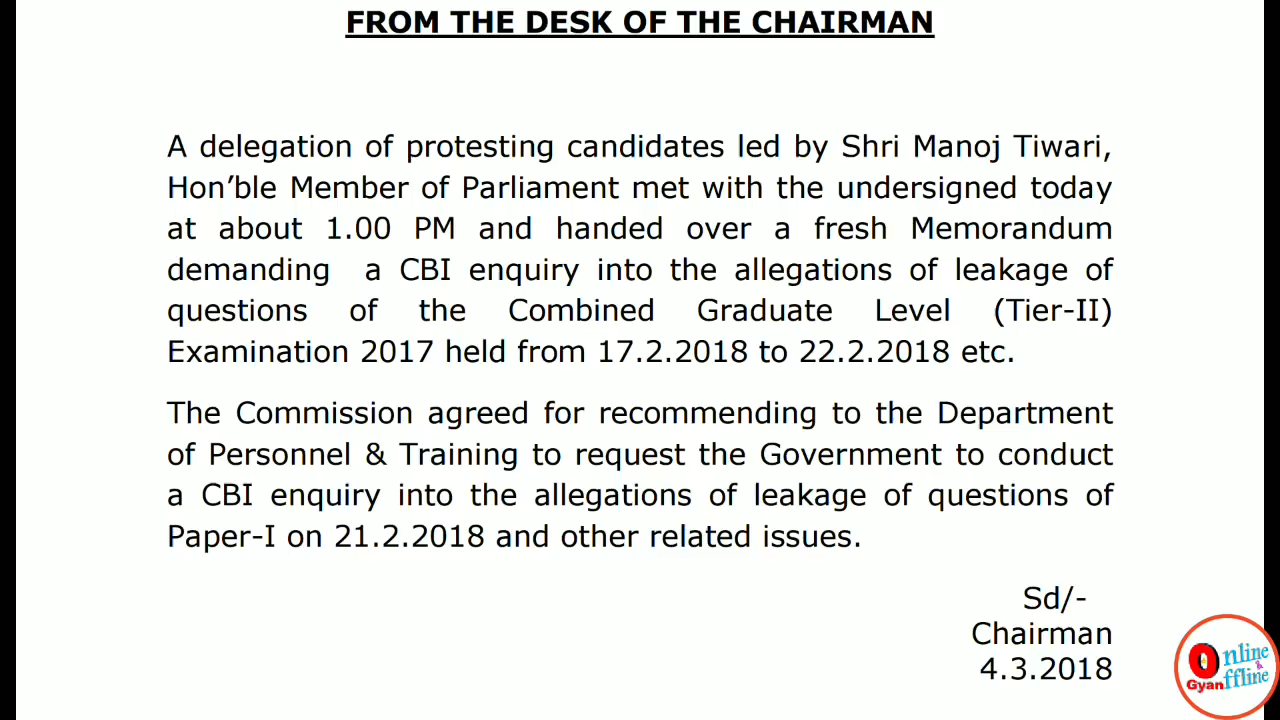 FROM THE DESK OF THE CHAIRMAN
A delegation of protesting candidates led by Shri Manoj Tiwari,
Hon’ble Member of Parliament met with the undersigned today
at about 1.00 PM and handed over a fresh Memorandum
demanding a CBI enquiry into the allegations of leakage of
questions of the Combined Graduate Level (Tier-II)
Examination 2017 held from 17.2.2018 to 22.2.2018 etc.
The Commission agreed for recommending to the Department
of Personnel & Training to request the Government to conduct
a CBI enquiry into the allegations of leakage of questions of
Paper-I on 21.2.2018 and other related issues.
Sd/-
Chairman
4.3.2018
Online
&
Gyan ffline